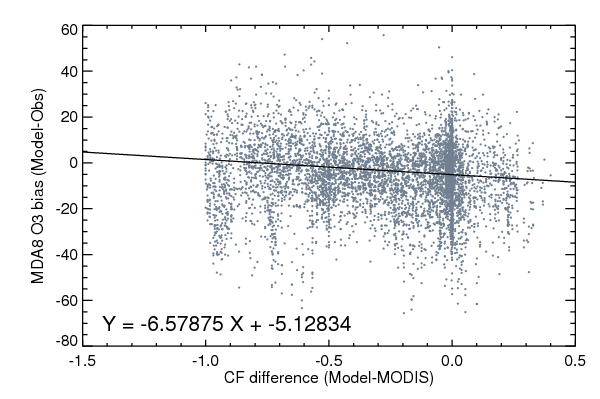 60
40
20
0
-20
-40
-60
-80
MDA8 O3 bias (Model-Obs)
Y = -6.57875 X + -5.12834
-1.5 -1.0 -0.5 0.0 0.5
CF difference (Model-MODIS)